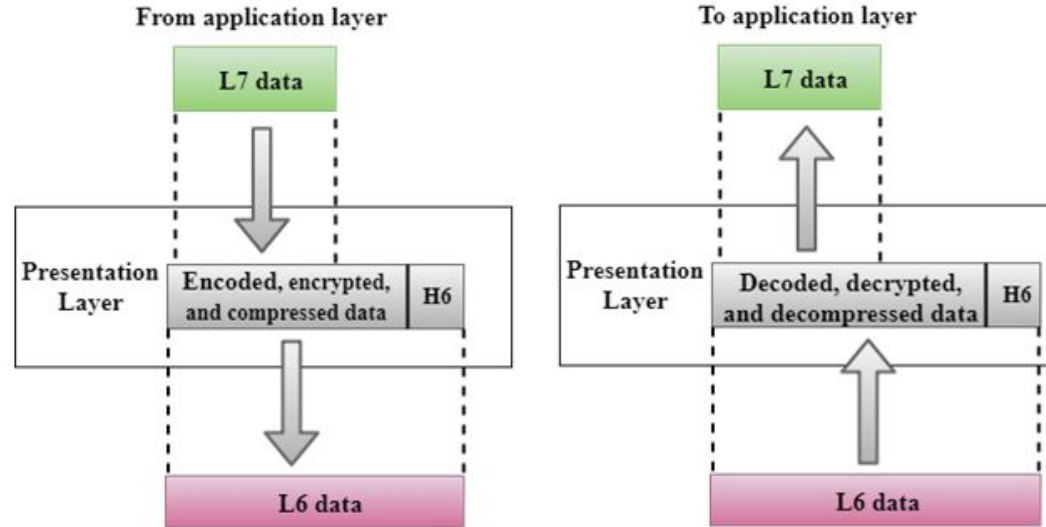 From application layer
L7 data
Presentation
Layer
Encoded, encrypted,
and compressed data
H6
L6 data
To application layer
L7 data
Presentation
Layer
Decoded, decrypted,
and decompressed data
H6
L6 data